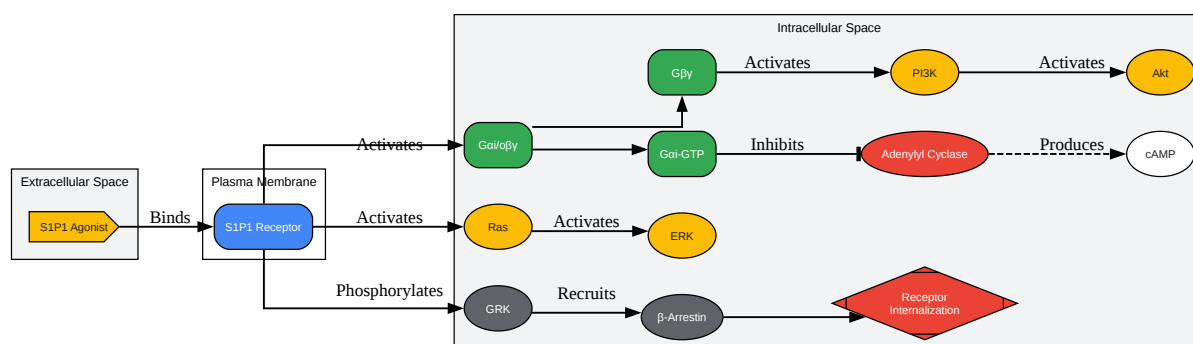 Intracellular Space
Gβγ
Activates
PI3K
Activates
Akt
Activates
Gαi/oβγ
Gαi-GTP
Inhibits
Adenylyl Cyclase
Produces
cAMP
Extracellular Space
Plasma Membrane
S1P1 Agonist
Binds
S1P1 Receptor
Activates
Ras
Activates
ERK
Phosphorylates
GRK
Recruits
β-Arrestin
Receptor
Internalization